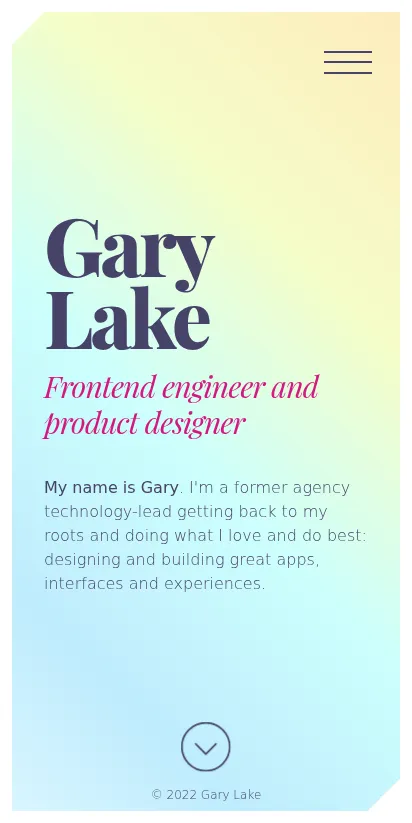 Gary
Lake
Frontend engineer and
product designer
My name is Gary. I'm a former agency
technology-lead getting back to my
roots and doing what I love and do best:
designing and building great apps,
interfaces and experiences.
© 2022 Gary Lake